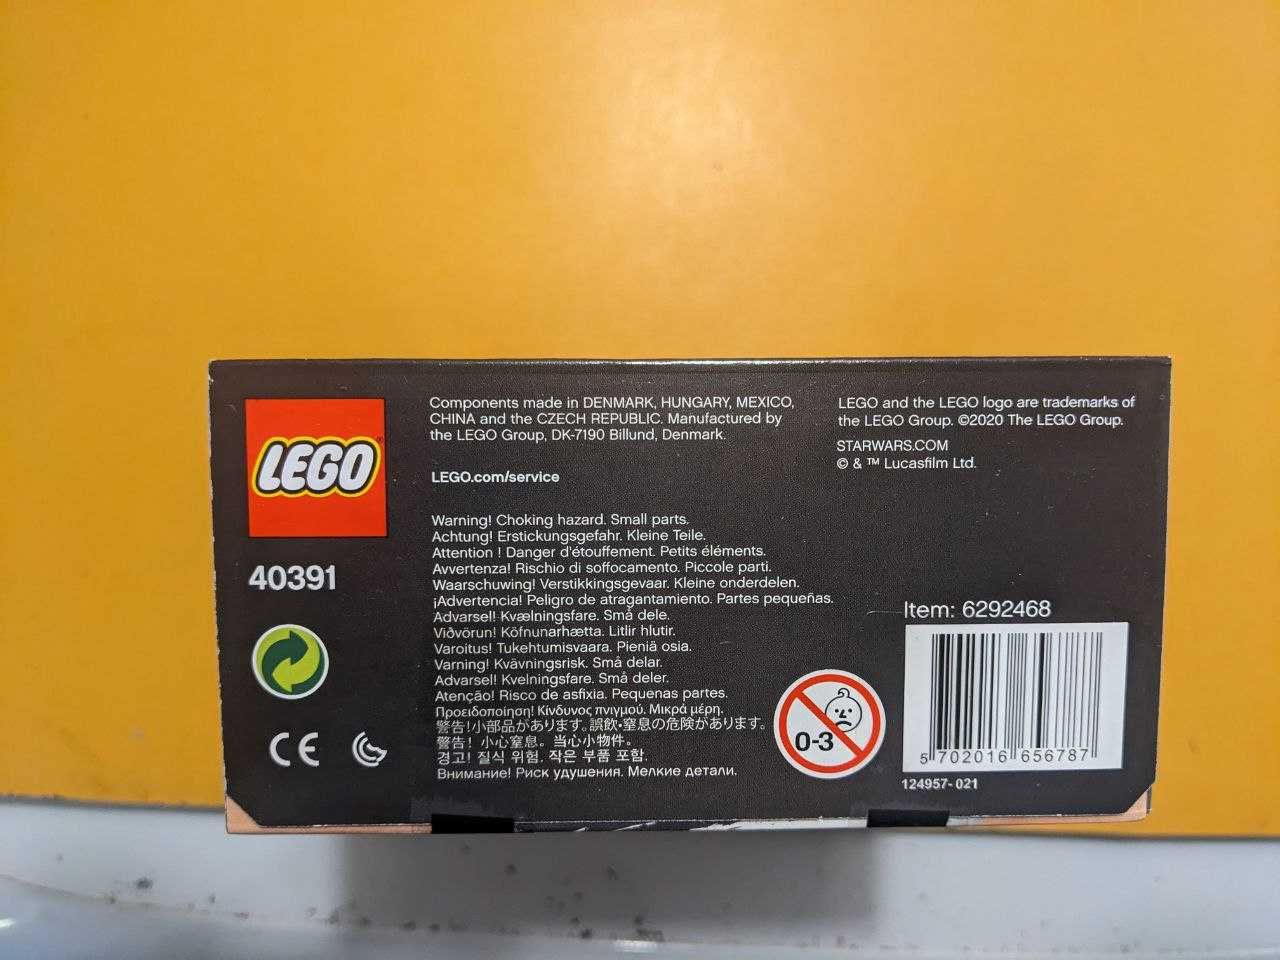 LEGO®
40391
CE
Components made in DENMARK, HUNGARY, MEXICO,
CHINA and the CZECH REPUBLIC. Manufactured by
the LEGO Group, DK-7190 Billund, Denmark.
LEGO.com/service
Warning! Choking hazard. Small parts.
Achtung! Erstickungsgefahr. Kleine Teile.
Attention ! Danger d'étouffement. Petits éléments.
Avvertenza! Rischio di soffocamento. Piccole parti.
Waarschuwing! Verstikkingsgevaar. Kleine onderdelen.
¡Advertencia! Peligro de atragantamiento. Partes pequeñas.
Advarsel! Kvælningsfare. Små dele.
Viðvörun! Köfnunarhætta. Litlir hlutir.
Varoitus! Tukehtumisvaara. Pieniä osia.
Varning! Kvävningsrisk. Små delar.
Advarsel! Kvelningsfare. Små deler.
Atenção! Risco de asfixia. Pequenas partes.
Προειδοποίηση! Κίνδυνος πνιγμού. Μικρά μέρη.
警告!小部品があります。誤飲・窒息の危険があります。
警告！小心窒息。当心小物件。
경고! 질식 위험. 작은 부품 포함.
Внимание! Риск удушения. Мелкие детали.
0-3
LEGO and the LEGO logo are trademarks of
the LEGO Group. ©2020 The LEGO Group.
STARWARS.COM
© & ™ Lucasfilm Ltd.
Item: 6292468
5 702016 656787
124957-021